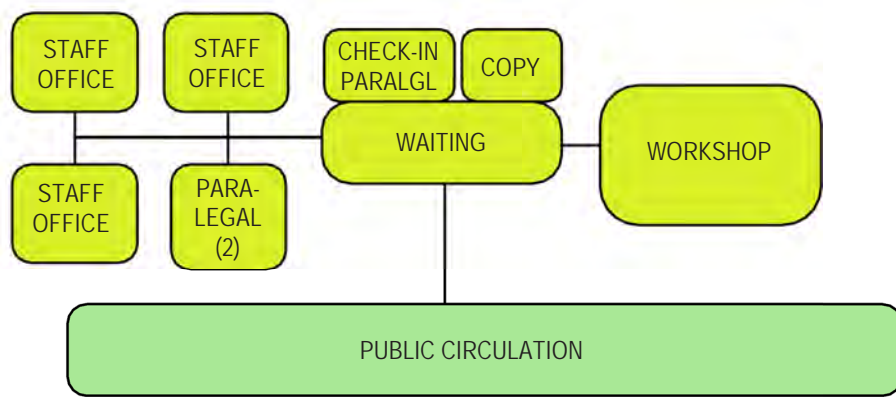 STAFF
OFFICE
STAFF
OFFICE
CHECK-IN
PARALGL
COPY
WAITING
WORKSHOP
STAFF
OFFICE
PARA-
LEGAL
(2)
PUBLIC CIRCULATION